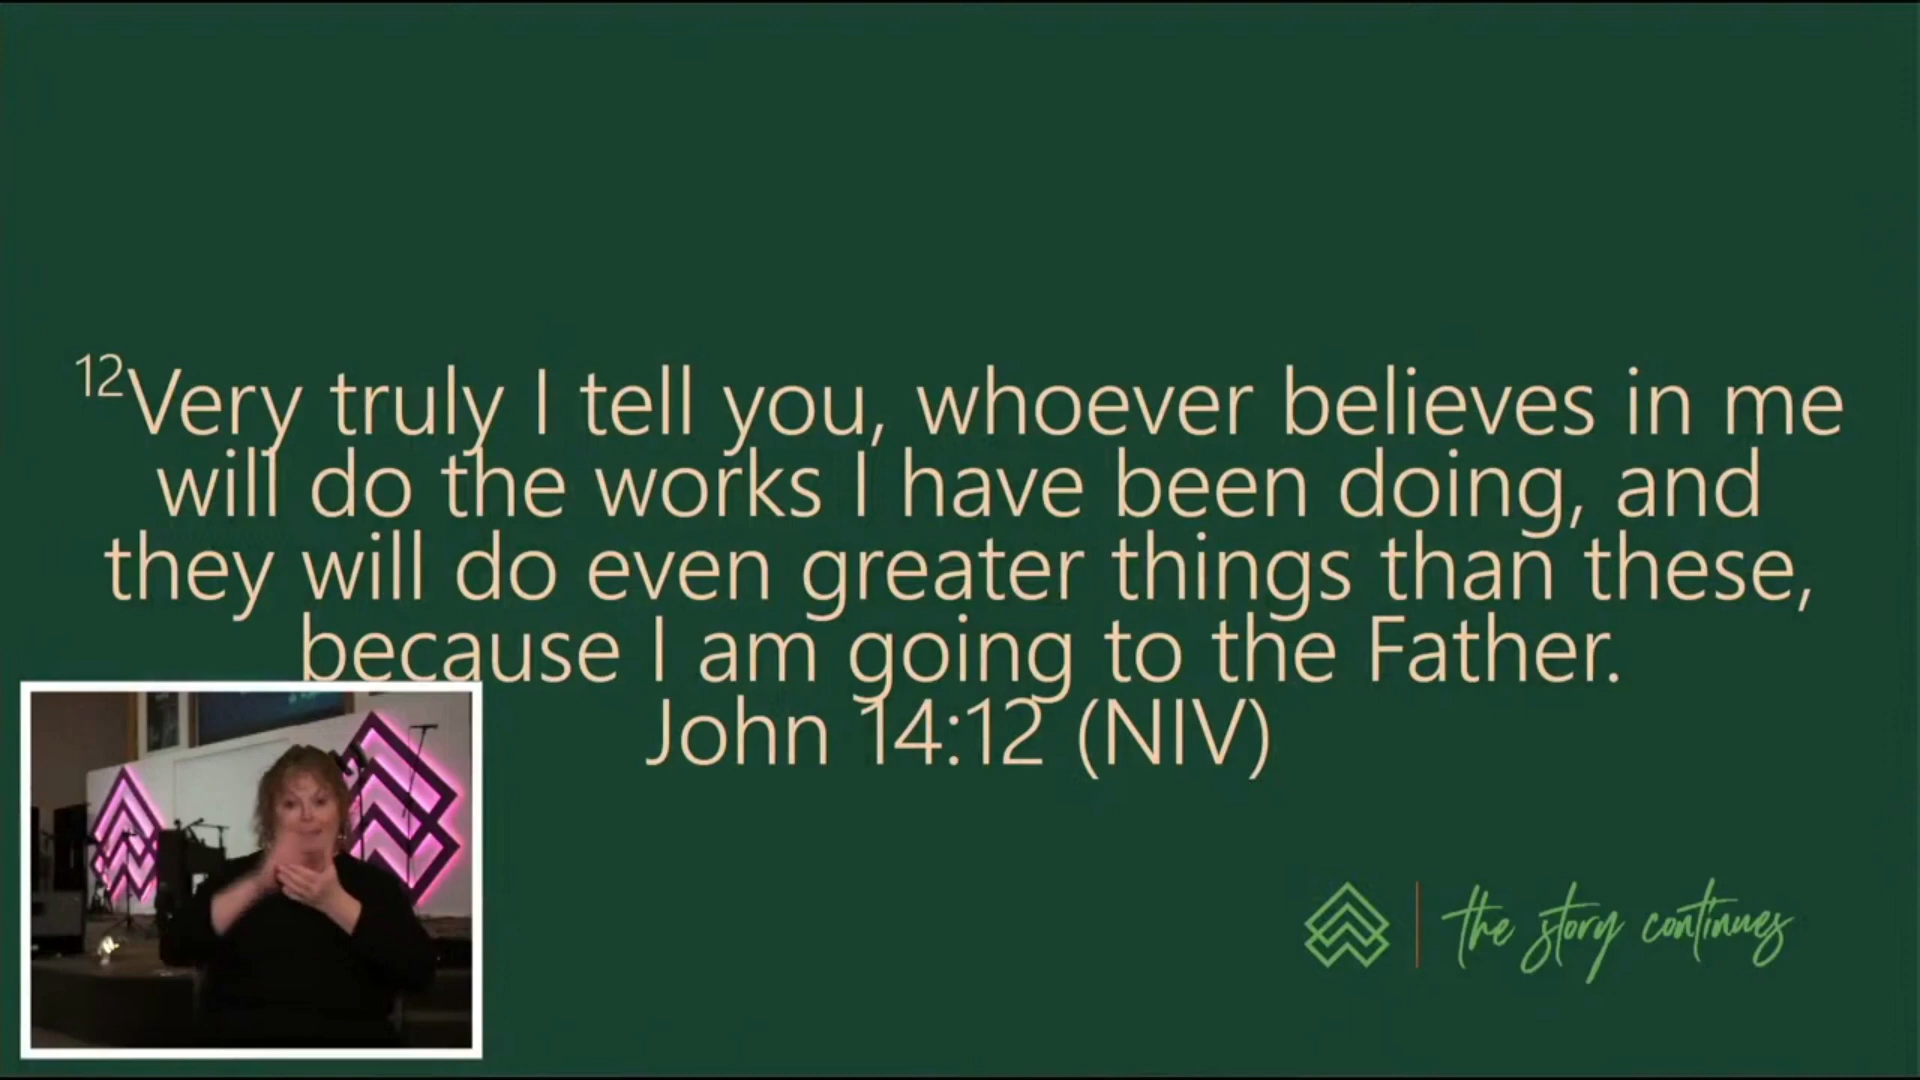 12Very truly I tell you, whoever believes in me
will do the works I have been doing, and
they will do even greater things than these,
because I am going to the Father.
John 14:12 (NIV)
the story continues